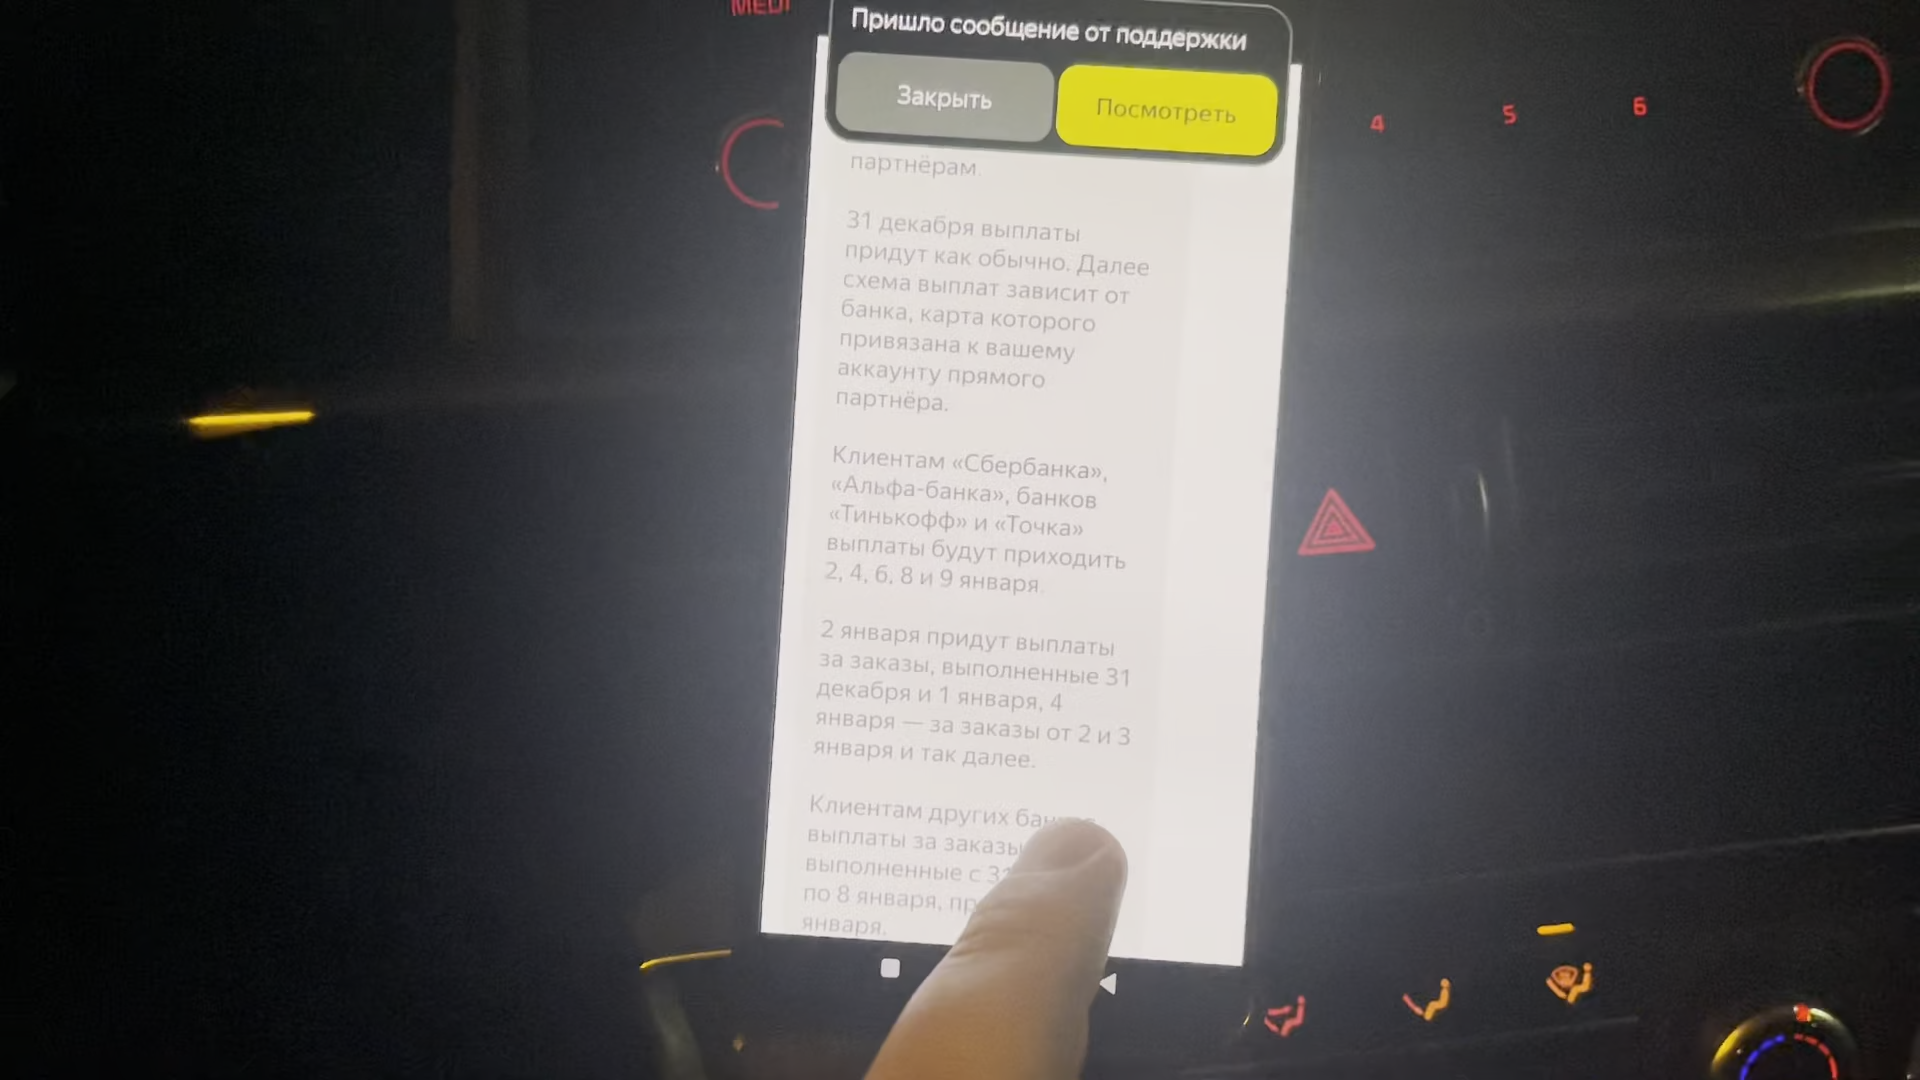 MEDI
Пришло сообщение от поддержки
Закрыть
Посмотреть
4
5
6
партнёрам.
31 декабря выплаты
придут как обычно. Далее
схема выплат зависит от
банка, карта которого
привязана к вашему
аккаунту прямого
партнёра.
Клиентам «Сбербанка»,
«Альфа-банка», банков
«Тинькофф» и «Точка»
выплаты будут приходить
2, 4, 6, 8 и 9 января.
2 января придут выплаты
за заказы, выполненные 31
декабря и 1 января, 4
января — за заказы от 2 и 3
января и так далее.
Клиентам других
выплаты за заказы
выполненные с 31
по 8 января,
января.